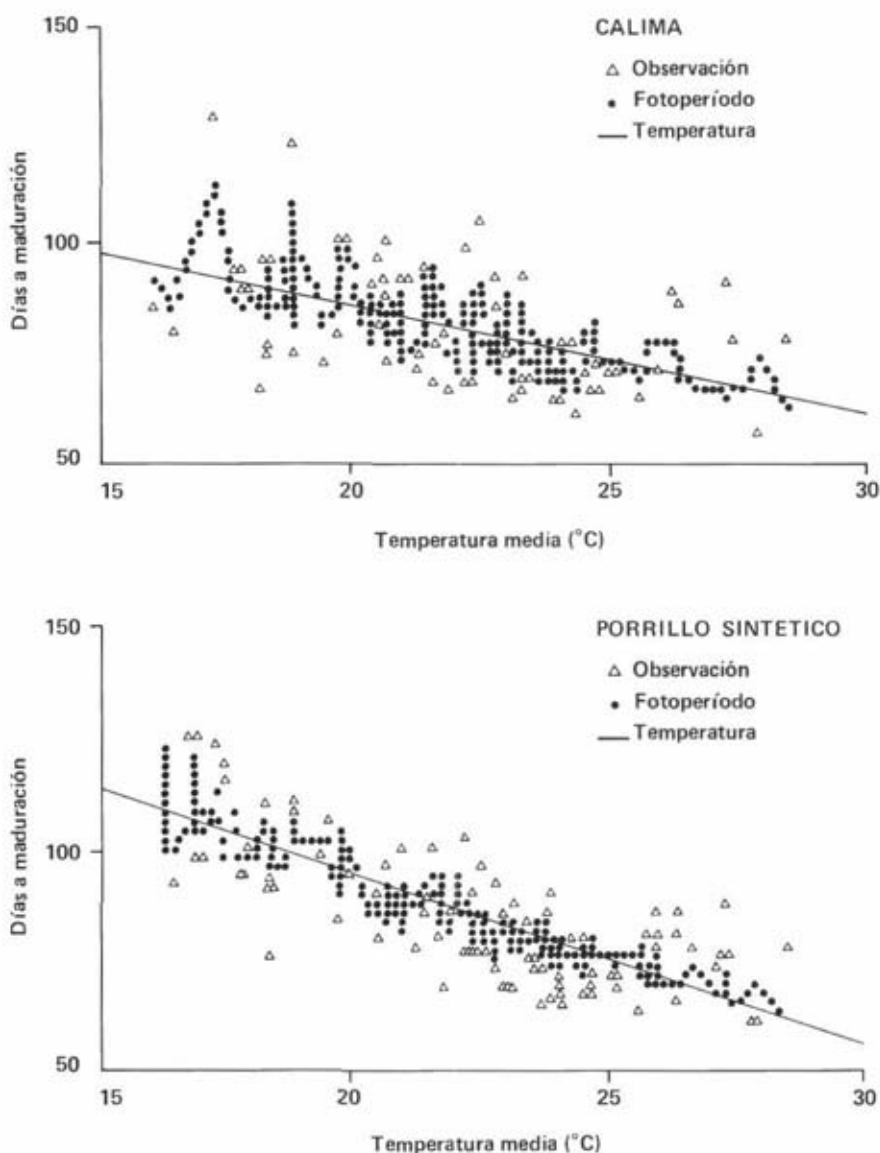 150
100
50
Días a maduración
CALIMA
Observación
Fotoperíodo
Temperatura
15 20 25 30
Temperatura media (°C)
150
100
50
Días a maduración
PORRILLO SINTETICO
Observación
Fotoperíodo
Temperatura
15 20 25 30
Temperatura media (°C)